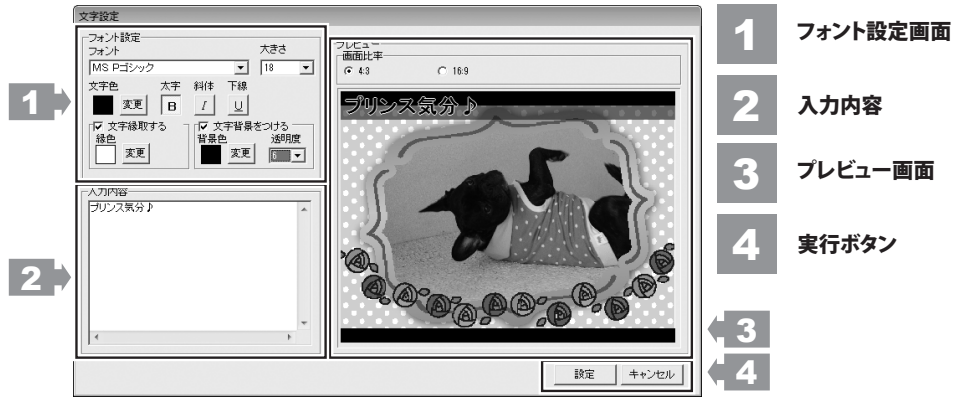 文字設定
フォント設定
フォント
大きさ
MS Pゴシック
18
文字色
太字
斜体
下線
変更
B
I
U
文字縁取する
縁色
変更
文字背景をつける
背景色
透明度
変更
6
入力内容
プリンス気分♪
プレビュー
画面比率
4:3
16:9
プリンス気分♪
設定
キャンセル
1
2
3
4
1 フォント設定画面
2 入力内容
3 プレビュー画面
4 実行ボタン